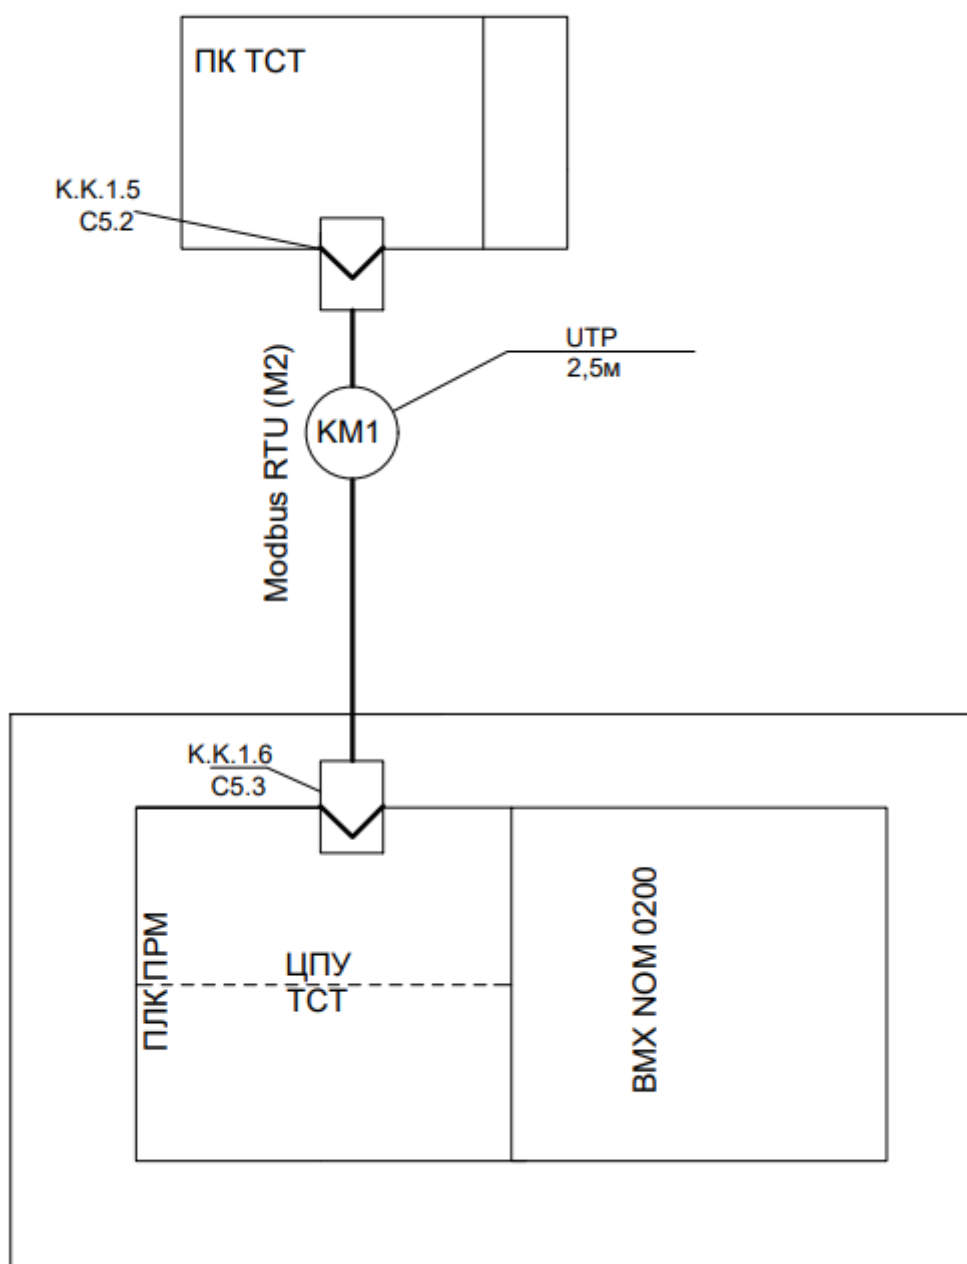 ПК ТСТ
К.К.1.5
С5.2
UTP
2,5м
Modbus RTU (M2)
КМ1
К.К.1.6
С5.3
ПЛК ПРМ
ЦПУ
ТСТ
BMX NOM 0200